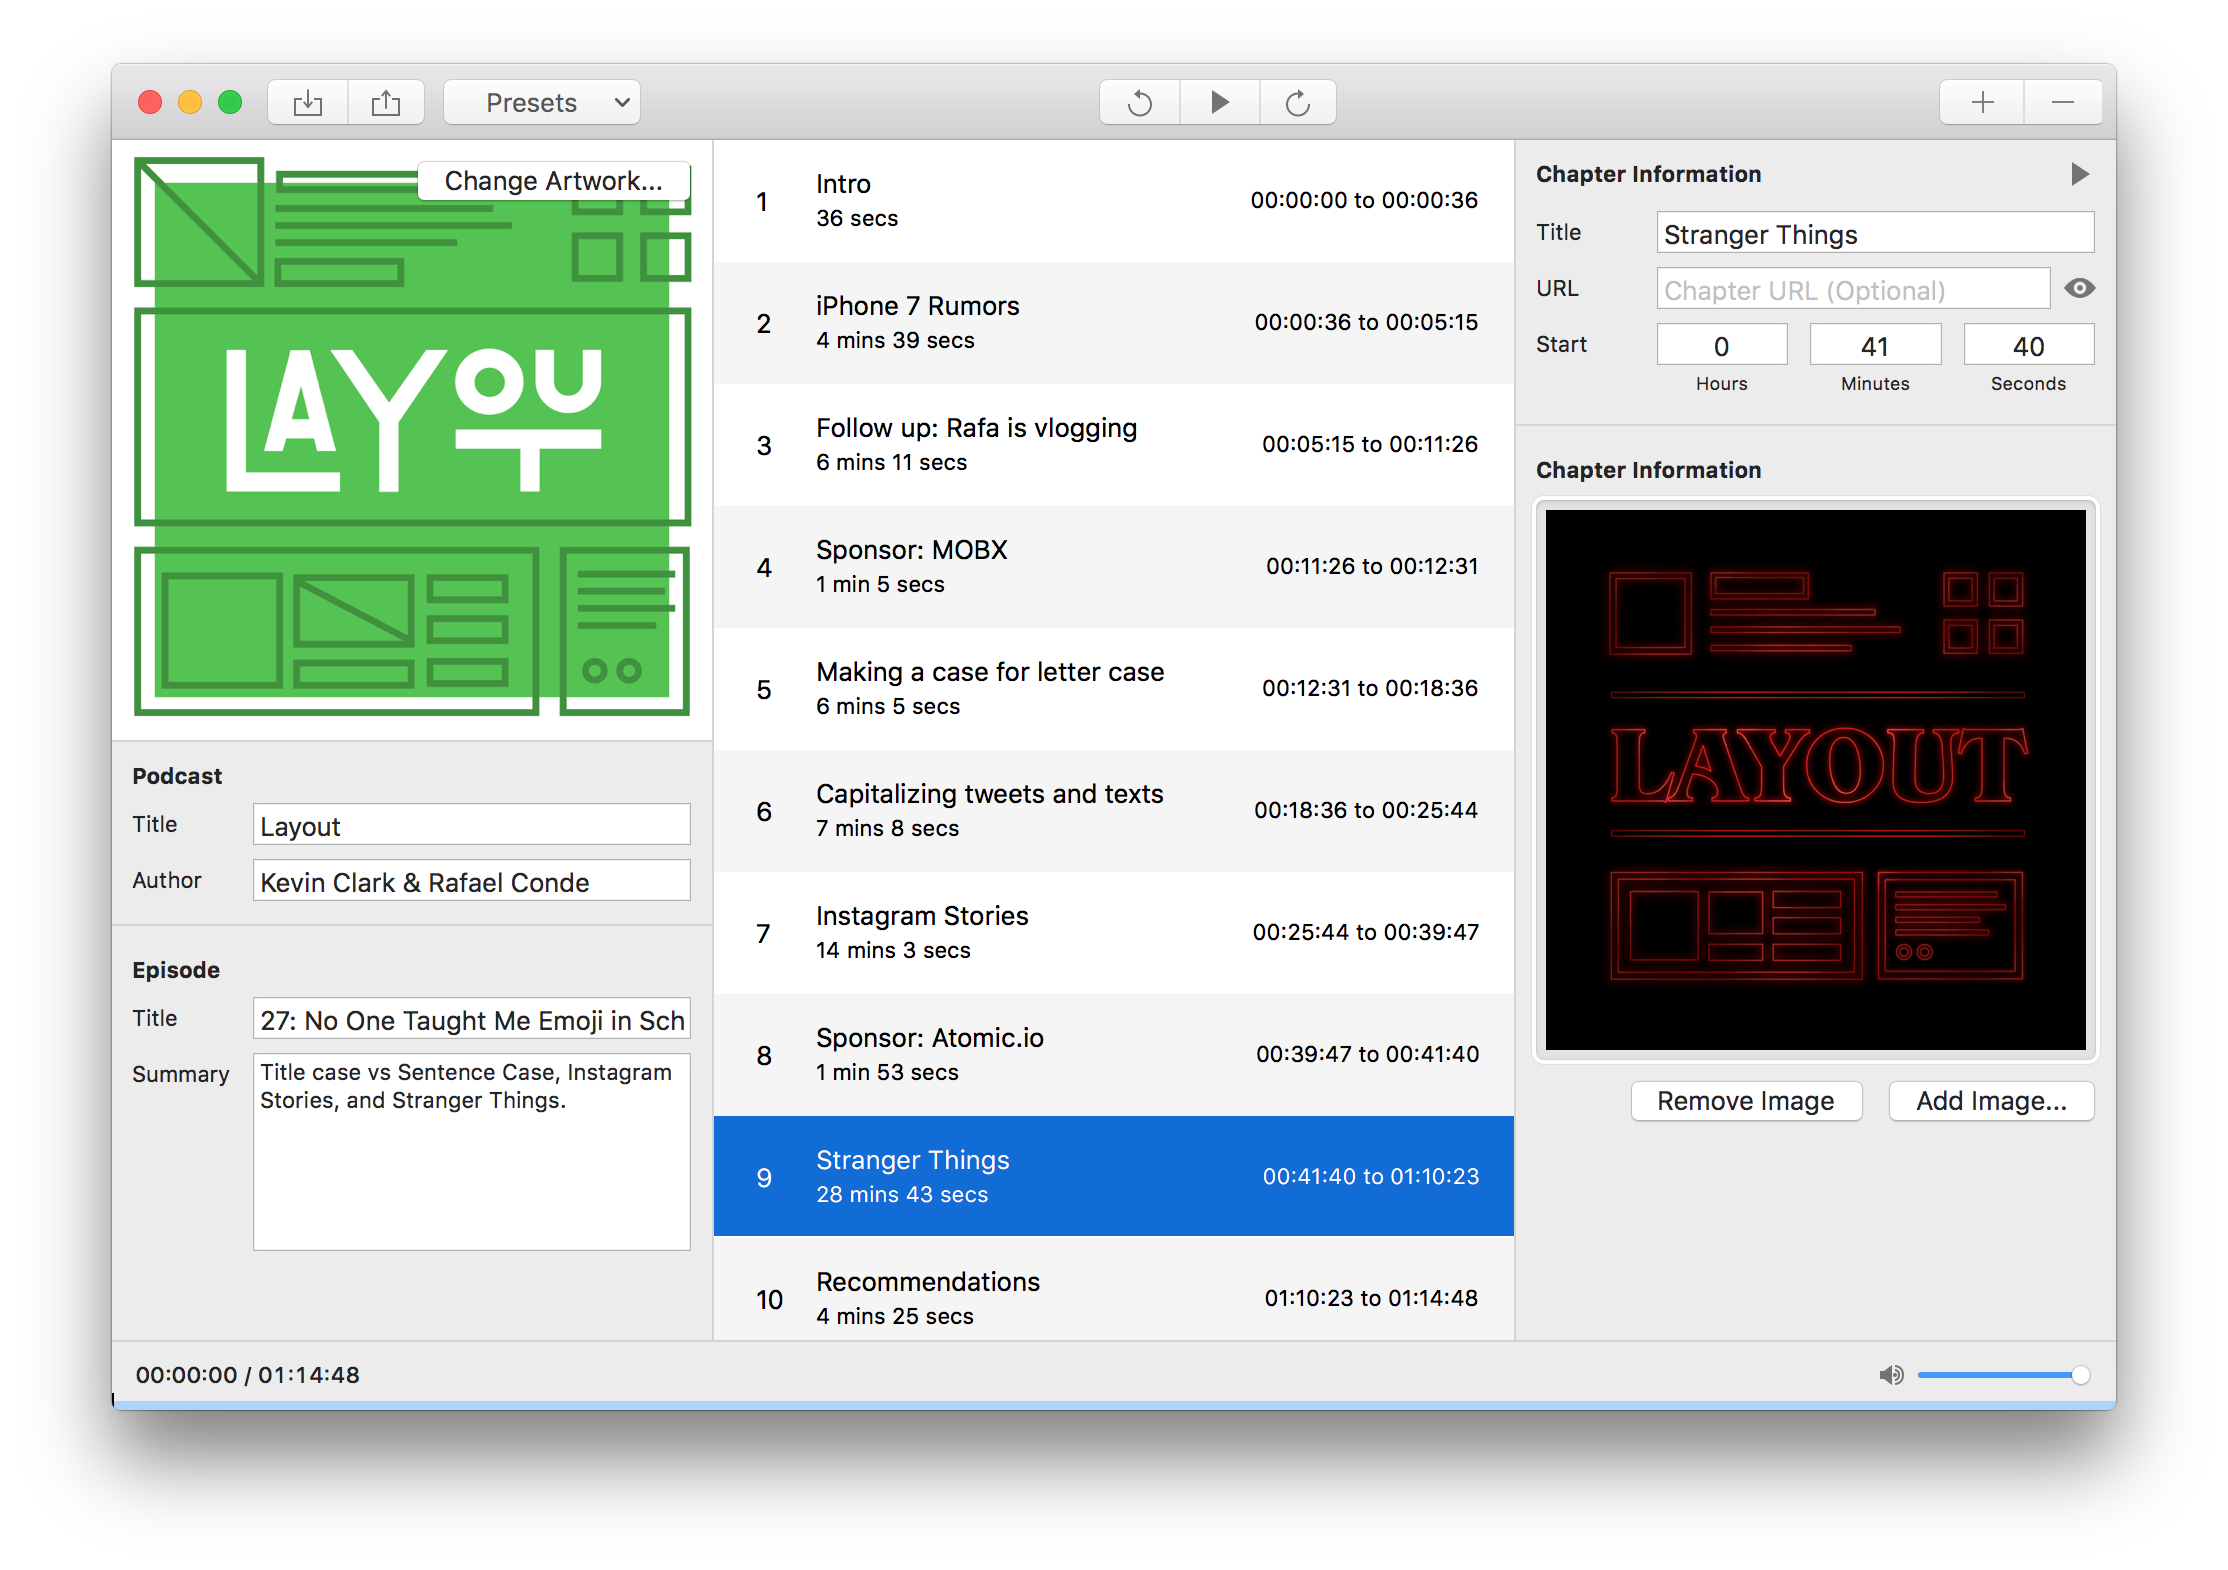 Presets
Change Artwork...
LAYOUT
Podcast
Title
Layout
Author
Kevin Clark & Rafael Conde
Episode
Title
27: No One Taught Me Emoji in Sch
Summary
Title case vs Sentence Case, Instagram
Stories, and Stranger Things.
1
Intro
36 secs
00:00:00 to 00:00:36
2
iPhone 7 Rumors
4 mins 39 secs
00:00:36 to 00:05:15
3
Follow up: Rafa is vlogging
6 mins 11 secs
00:05:15 to 00:11:26
4
Sponsor: MOBX
1 min 5 secs
00:11:26 to 00:12:31
5
Making a case for letter case
6 mins 5 secs
00:12:31 to 00:18:36
6
Capitalizing tweets and texts
7 mins 8 secs
00:18:36 to 00:25:44
7
Instagram Stories
14 mins 3 secs
00:25:44 to 00:39:47
8
Sponsor: Atomic.io
1 min 53 secs
00:39:47 to 00:41:40
9
Stranger Things
28 mins 43 secs
00:41:40 to 01:10:23
10
Recommendations
4 mins 25 secs
01:10:23 to 01:14:48
Chapter Information
Title
Stranger Things
URL
Chapter URL (Optional)
Start
0
41
40
Hours
Minutes
Seconds
Chapter Information
LAYOUT
Remove Image
Add Image...
00:00:00 / 01:14:48